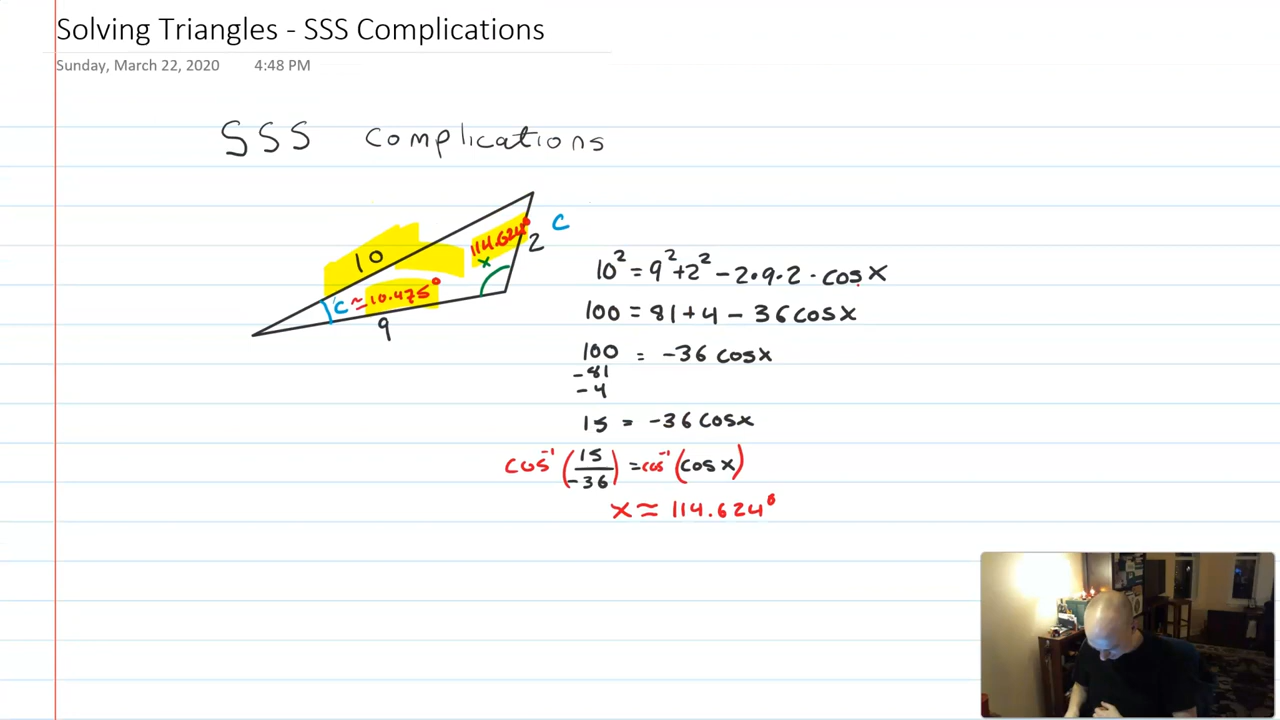 Solving Triangles - SSS Complications
Sunday, March 22, 2020 4:48 PM
SSS complications
10
114.624°
C
2
x
C ≈ 10.475°
9
10² = 9² + 2² - 2·9·2 · cos x
100 = 81 + 4 - 36 cos x
100 = -36 cos x
-81
-4
15 = -36 cos x
cos⁻¹ (15/-36) = cos⁻¹ (cos x)
x ≈ 114.624°